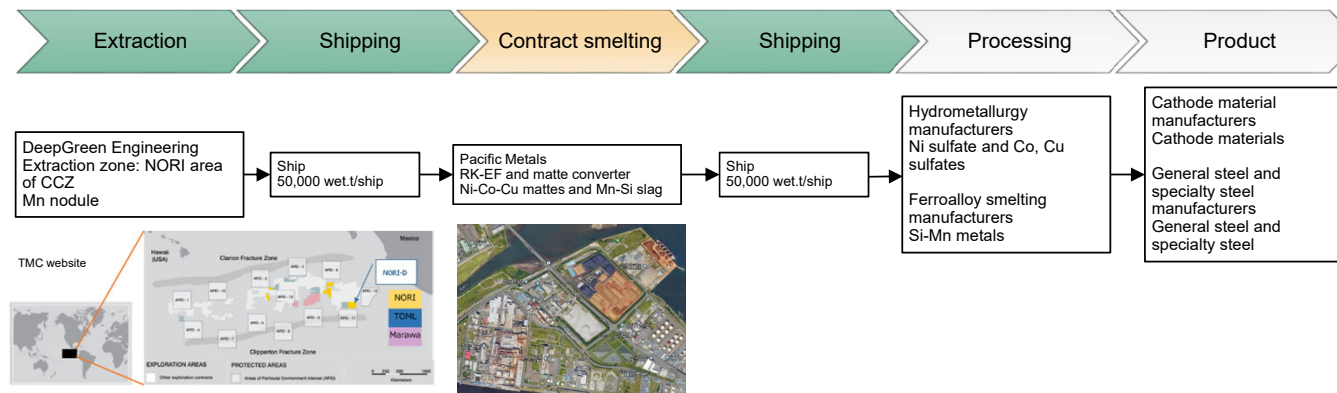 Extraction
Shipping
Contract smelting
Shipping
Processing
Product
DeepGreen Engineering
Extraction zone: NORI area
of CCZ
Mn nodule
Ship
50,000 wet.t/ship
Pacific Metals
RK-EF and matte converter
Ni-Co-Cu mattes and Mn-Si slag
Ship
50,000 wet.t/ship
Hydrometallurgy
manufacturers
Ni sulfate and Co, Cu
sulfates
Ferroalloy smelting
manufacturers
Si-Mn metals
Cathode material
manufacturers
Cathode materials
General steel and
specialty steel
manufacturers
General steel and
specialty steel
TMC website
Hawaii
(USA)
Mexico
Clarion Fracture Zone
NORI-D
NORI
TOML
Marawa
Clipperton Fracture Zone
EXPLORATION AREAS
Other exploration contracts
PROTECTED AREAS
Areas of Particular Environment Interest (APEI)
Kilometers